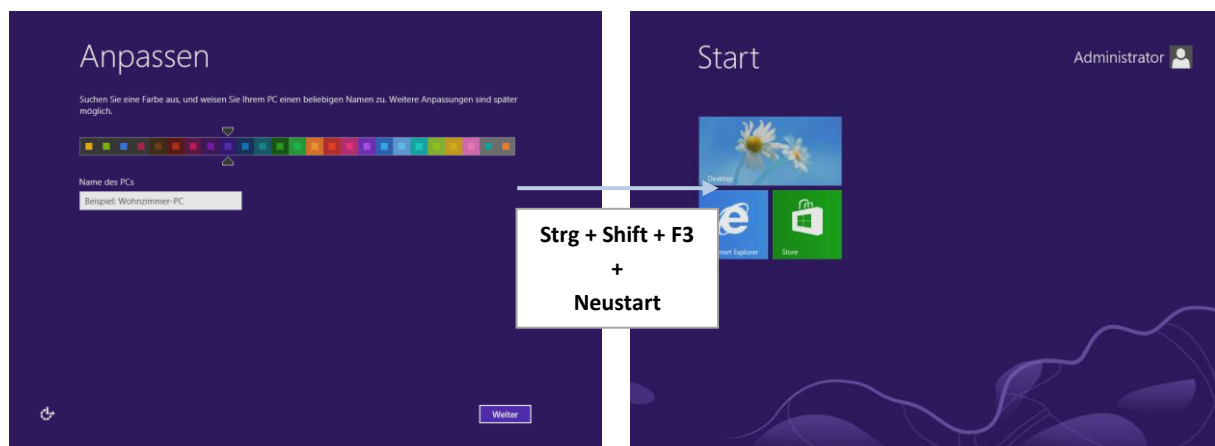 Anpassen
Suchen Sie eine Farbe aus, und weisen Sie Ihrem PC einen beliebigen Namen zu. Weitere Anpassungen sind später
möglich.
Name des PCs
Beispiel: Wohnzimmer-PC
Weiter
Strg + Shift + F3
+
Neustart
Start
Administrator
Desktop
Explorer
Store